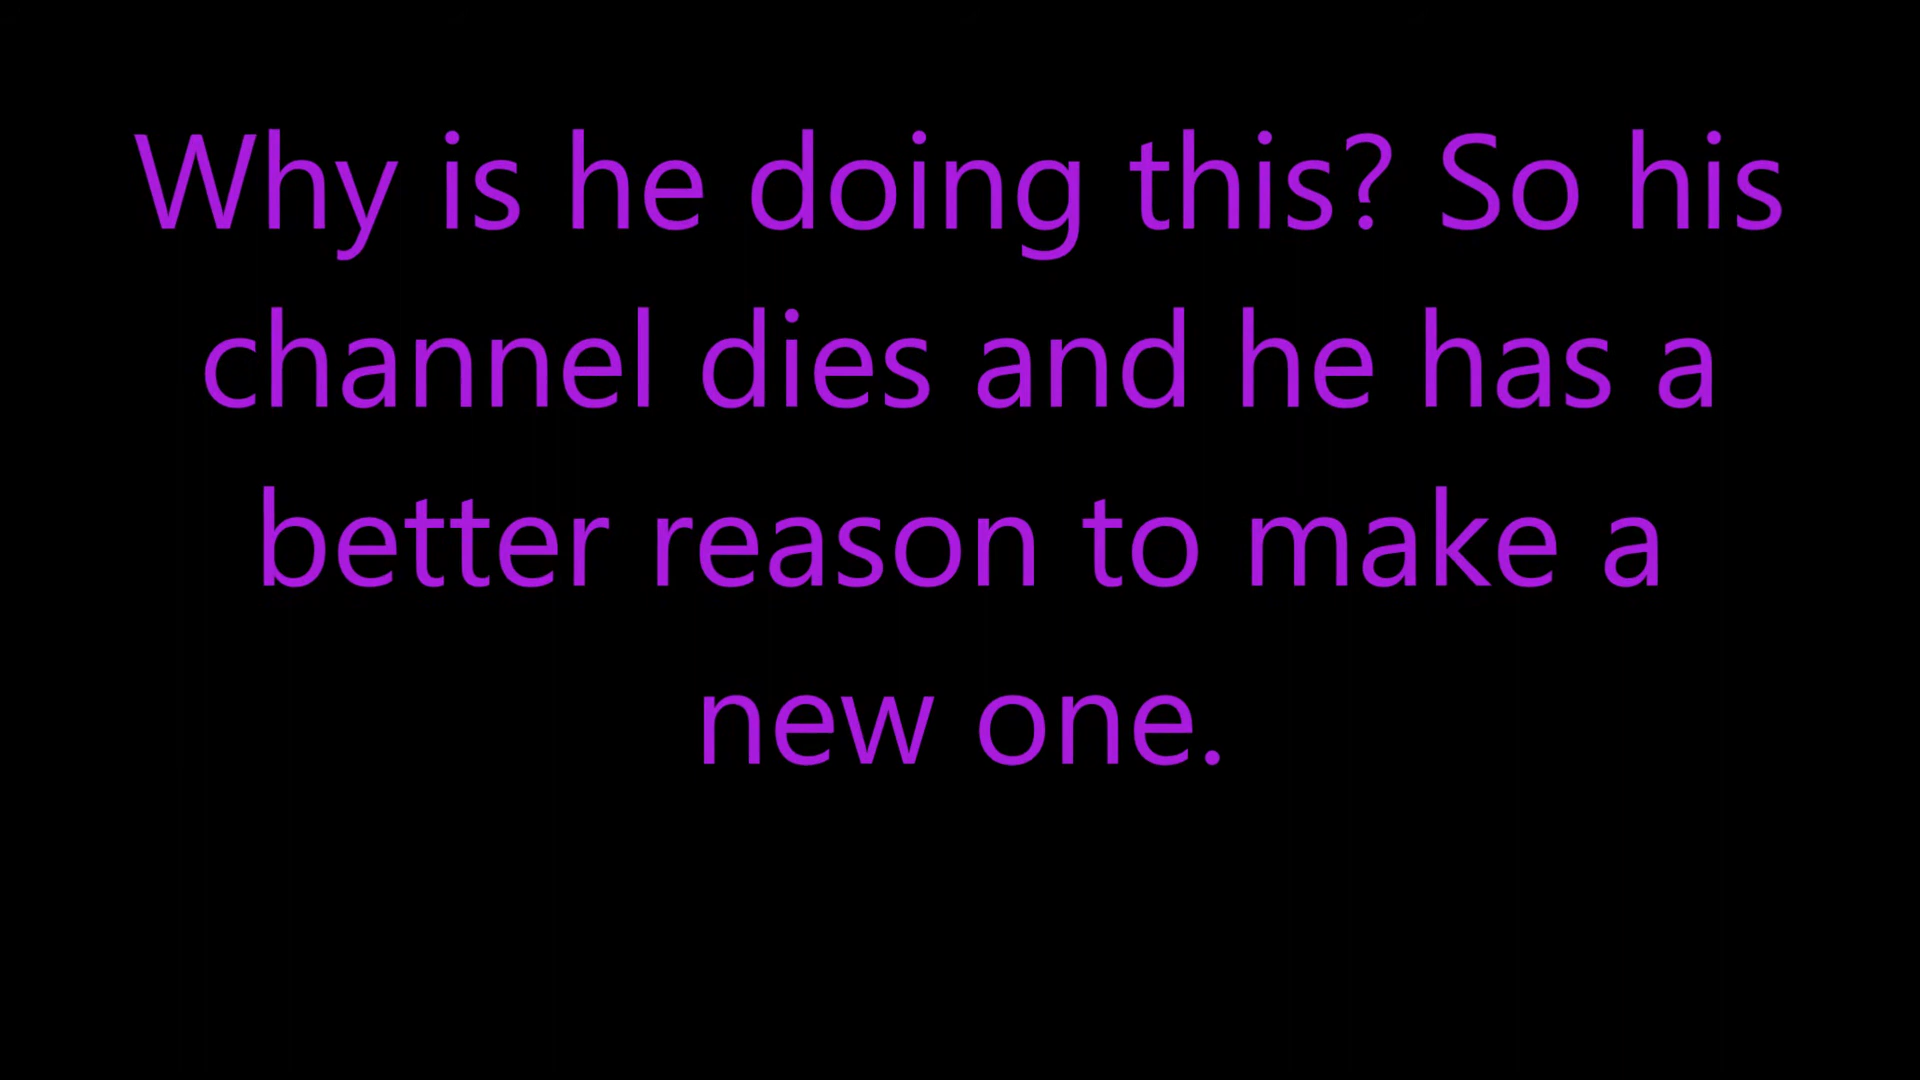 Why is he doing this? So his
channel dies and he has a
better reason to make a
new one.